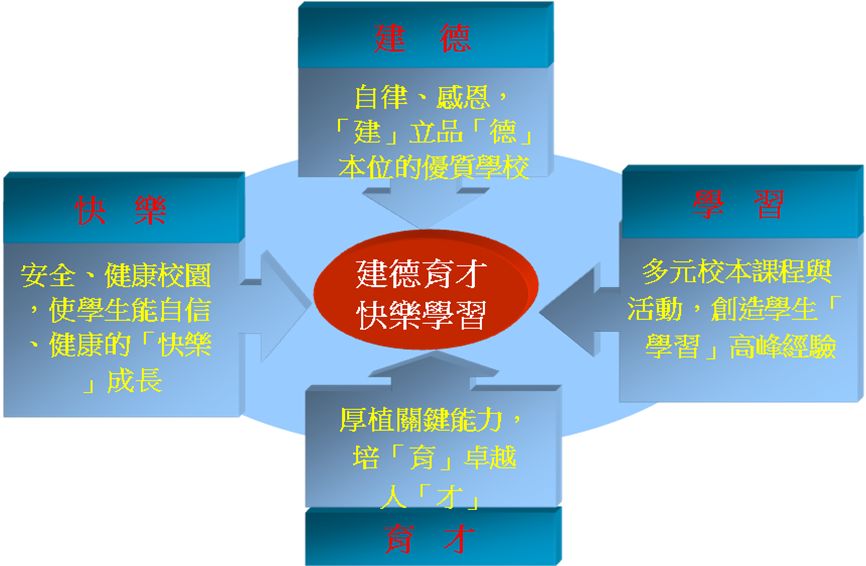 建 德
自律、感恩，
「建」立品「德」
本位的優質學校
快 樂
安全、健康校園
，使學生能自信
、健康的「快樂
」成長
建德育才
快樂學習
學 習
多元校本課程與
活動，創造學生「
學習」高峰經驗
厚植關鍵能力，
培「育」卓越
人「才」
育 才